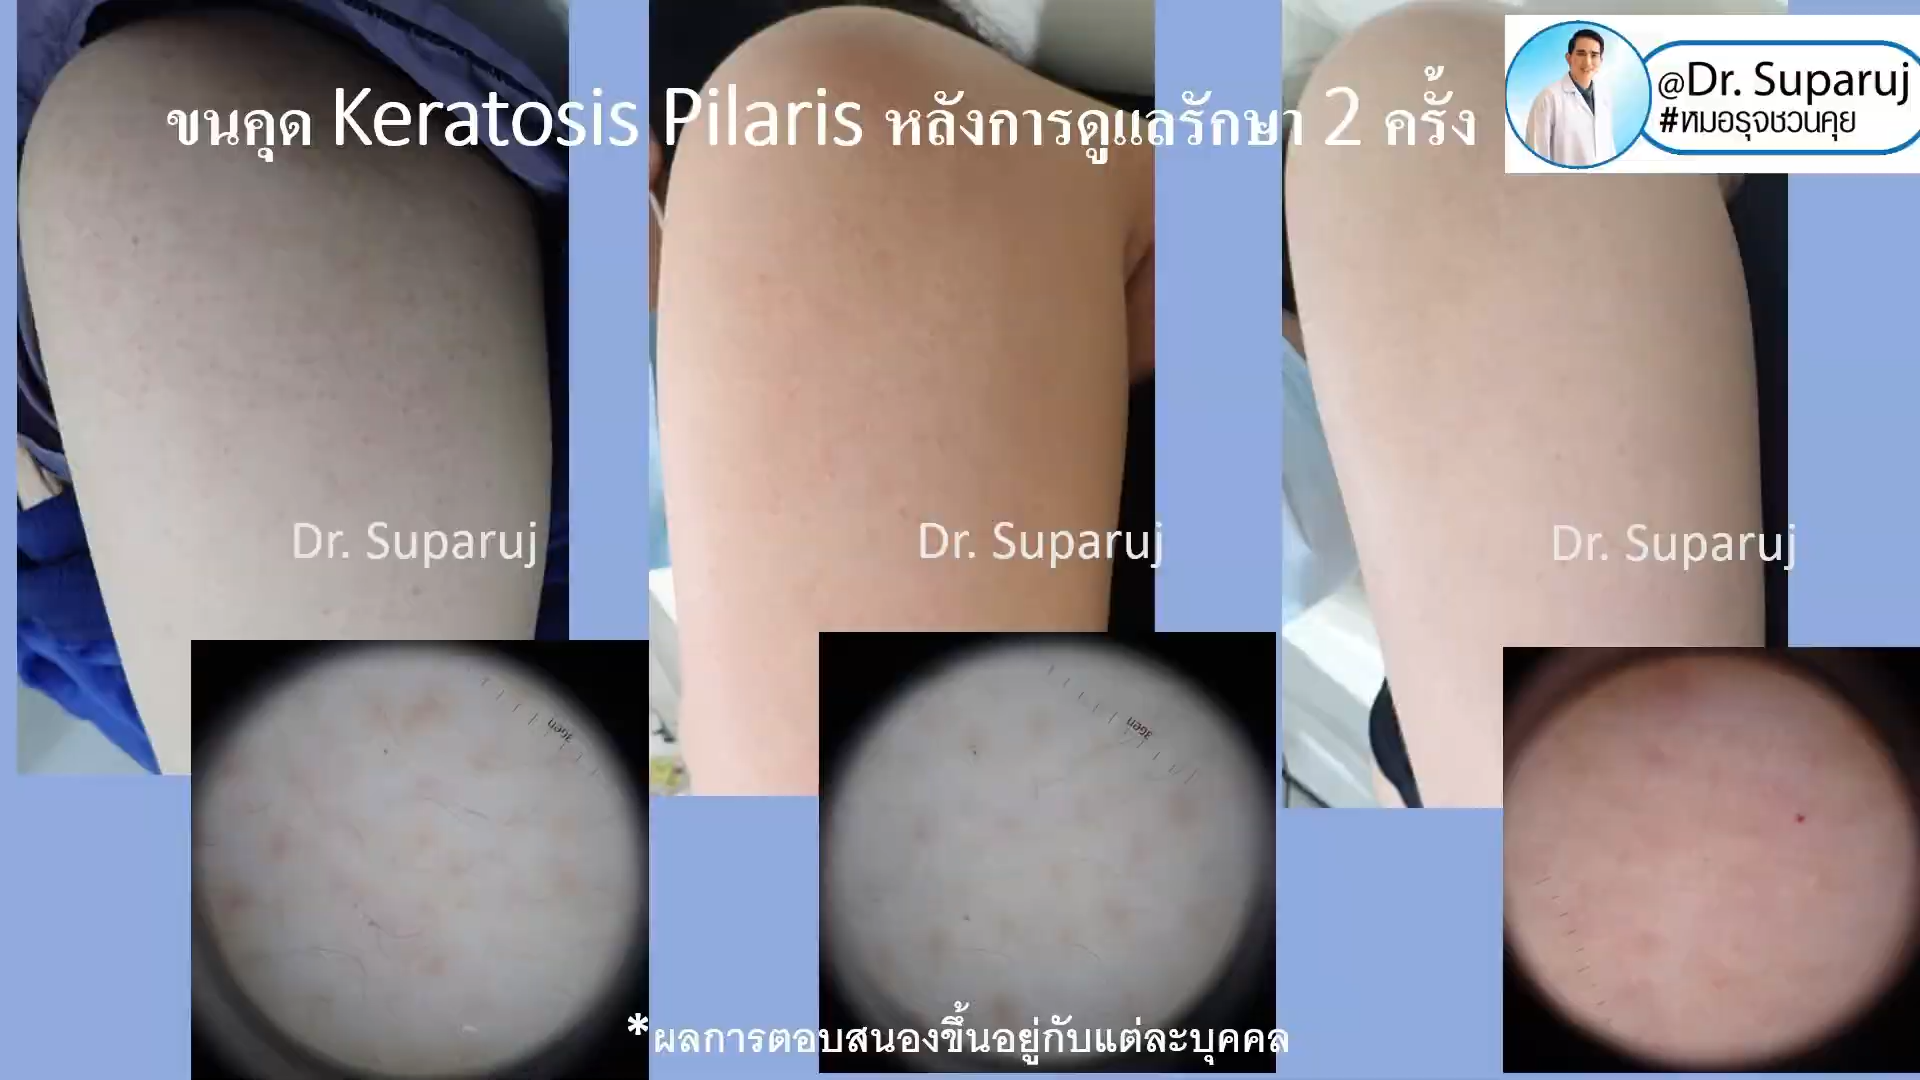 ขนคุด Keratosis Pilaris หลังการดูแลรักษา 2 ครั้ง
@Dr. Suparuj
#หมอรุจชวนคุย
Dr. Suparuj
Dr. Suparuj
Dr. Suparuj
3Gen
3Gen
*ผลการตอบสนองขึ้นอยู่กับแต่ละบุคคล